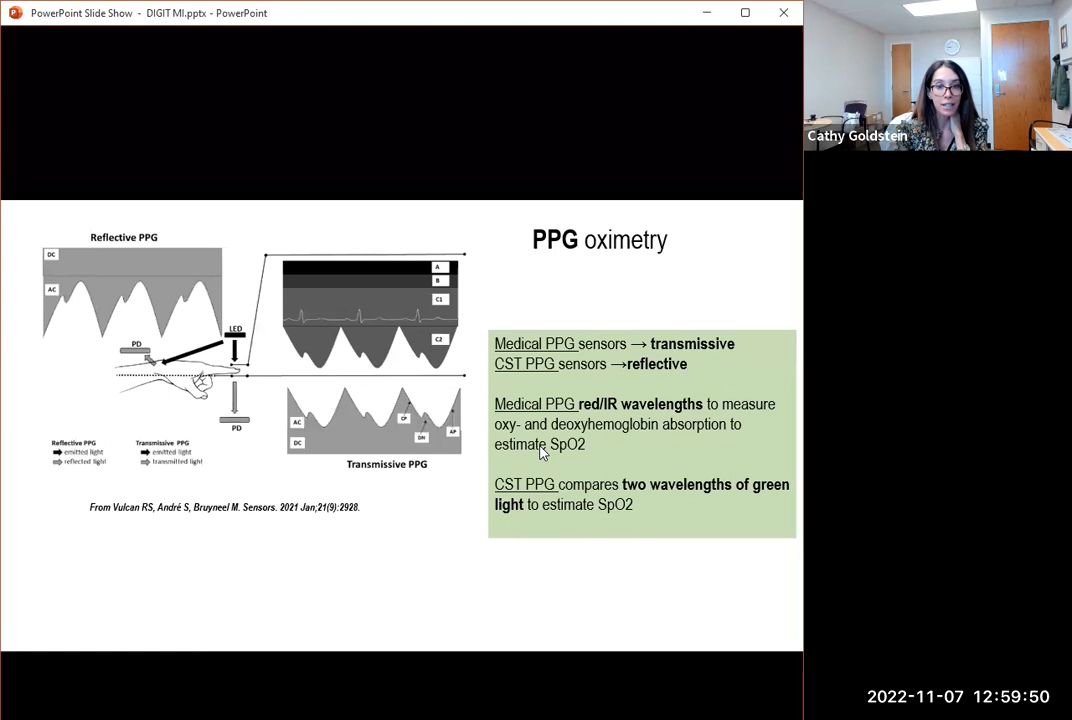 PowerPoint Slide Show - DIGIT MI.pptx - PowerPoint
Cathy Goldstein
PPG oximetry
Reflective PPG
DC
AC
LED
PD
PD
Reflective PPG
emitted light
reflected light
Transmissive PPG
emitted light
transmitted light
A
B
C1
C2
AC
DC
CP
DN
AP
Transmissive PPG
From Vulcan RS, André S, Bruyneel M. Sensors. 2021 Jan;21(9):2928.
Medical PPG sensors → transmissive
CST PPG sensors →reflective
Medical PPG red/IR wavelengths to measure
oxy- and deoxyhemoglobin absorption to
estimate SpO2
CST PPG compares two wavelengths of green
light to estimate SpO2
2022-11-07 12:59:50